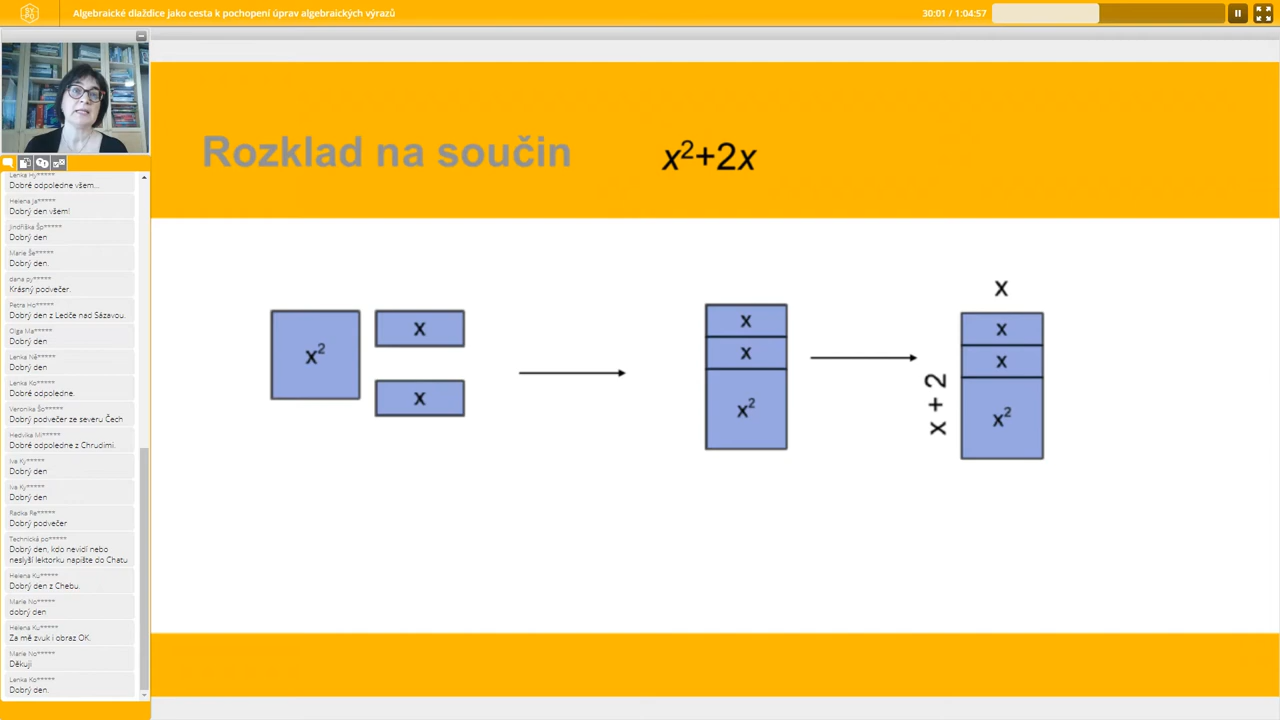 Algebraické dlaždice jako cesta k pochopení úprav algebraických výrazů
30:01 / 1:04:57
Rozklad na součin
x²+2x
x²
x
x
x
x
x²
x
x + 2
x
x
x²
Lenka Hy*****
Dobré odpoledne všem...
Helena Ja*****
Dobrý den všem!
Jindřiška Šp*****
Dobrý den
Marie Še*****
Dobrý den.
dana py*****
Krásný podvečer.
Petra Ho*****
Dobrý den z Ledče nad Sázavou.
Olga Ma*****
Dobrý den
Lenka Ně*****
Dobrý den
Lenka Ko*****
Dobré odpoledne.
Veronika Šo*****
Dobrý podvečer ze severu Čech
Hedvika Mi*****
Dobré odpoledne z Chrudimi.
Iva Ky*****
Dobrý den
Iva Ky*****
Dobrý den
Radka Re*****
Dobrý podvečer
Technická po*****
Dobrý den, kdo nevidí nebo
neslyší lektorku napište do Chatu
Helena Ku*****
Dobrý den z Chebu.
Marie No*****
dobrý den
Helena Ku*****
Za mě zvuk i obraz OK.
Marie No*****
Děkuji
Lenka Ko*****
Dobrý den.